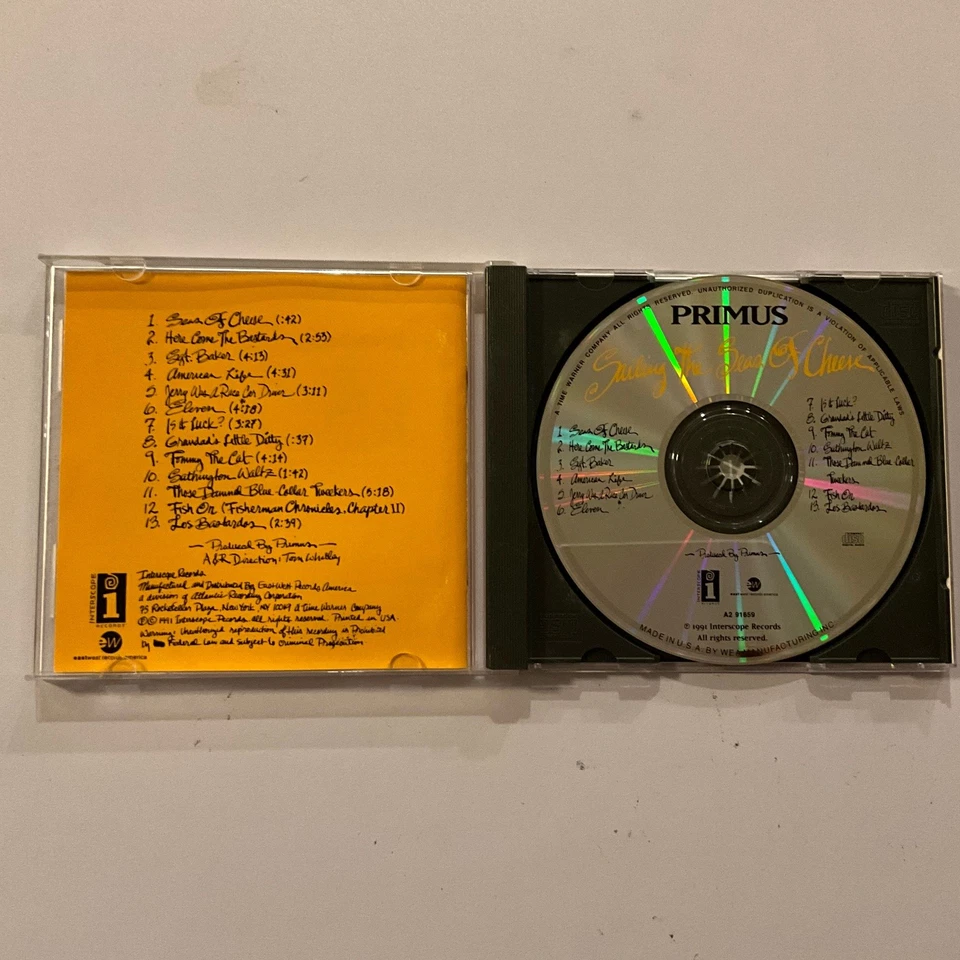 1. Seas Of Cheese (:42)
2. Here Come The Bastards (2:53)
3. Sgt. Baker (4:13)
4. American Life (4:31)
5. Jerry Was A Race Car Driver (3:11)
6. Eleven (4:18)
7. Is It Luck? (3:27)
8. Grandad's Little Ditty (:37)
9. Tommy The Cat (4:14)
10. Sathington Waltz (1:42)
11. Those Damned Blue Collar Tweekers (5:18)
12. Fish On (Fisherman Chronicles, Chapter II)
13. Los Bastardos (2:39)
Produced By Primus
A&R Direction: Tom Whalley
Interscope Records
Manufactured and Distributed By EastWest Records America
a division of Atlantic Recording Corporation
75 Rockefeller Plaza, New York, NY 10019 A Time Warner Company
℗© 1991 Interscope Records. all rights reserved. Printed in U.S.A.
Warning: Unauthorized reproduction of this recording is Prohibited
by Federal Law and Subject to Criminal Prosecution
INTERSCOPE
i
RECORDS
ew
eastwest records america
A TIME WARNER COMPANY ALL RIGHTS RESERVED. UNAUTHORIZED DUPLICATION IS A VIOLATION OF APPLICABLE LAWS
PRIMUS
Sailing The Seas Of Cheese
1 Seas Of Cheese
2 Here Come The Bastards
3 Sgt. Baker
4 American Life
5 Jerry Was A Race Car Driver
6 Eleven
7 Is It Luck?
8 Grandad's Little Ditty
9 Tommy The Cat
10. Sathington Waltz
11. Those Damned Blue Collar
Tweekers
12 Fish On
13. Los Bastardos
Produced By Primus
INTERSCOPE
i
RECORDS
ew
eastwest records america
A2 91659
© 1991 Interscope Records
All rights reserved.
MADE IN U.S.A. BY WEA MANUFACTURING INC.